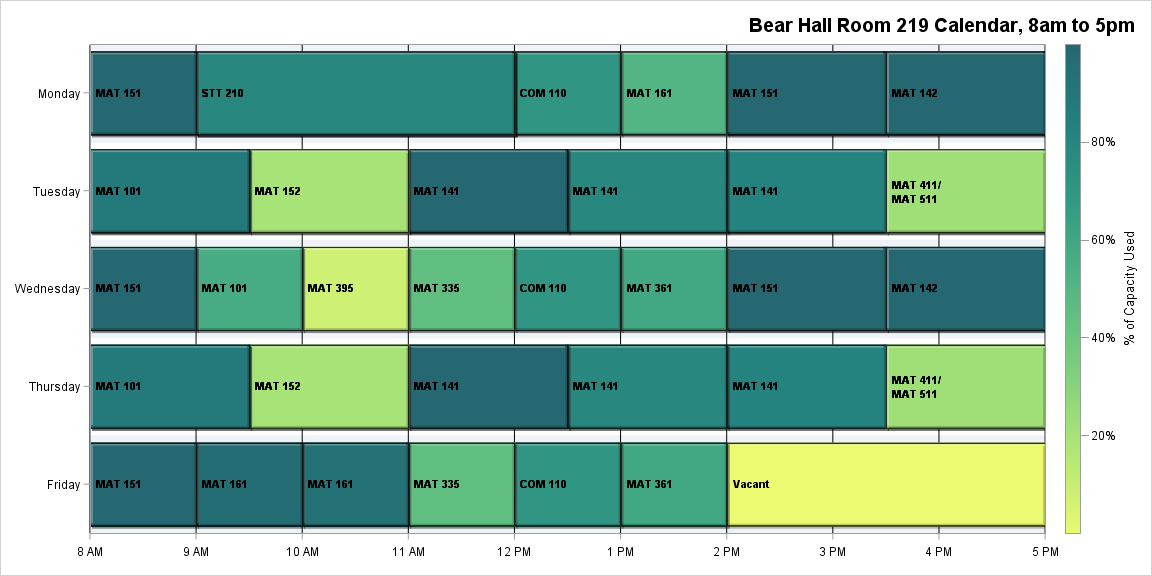 Bear Hall Room 219 Calendar, 8am to 5pm
Monday
MAT 151
STT 210
COM 110
MAT 161
MAT 151
MAT 142
Tuesday
MAT 101
MAT 152
MAT 141
MAT 141
MAT 141
MAT 411/
MAT 511
Wednesday
MAT 151
MAT 101
MAT 395
MAT 335
COM 110
MAT 361
MAT 151
MAT 142
Thursday
MAT 101
MAT 152
MAT 141
MAT 141
MAT 141
MAT 411/
MAT 511
Friday
MAT 151
MAT 161
MAT 161
MAT 335
COM 110
MAT 361
Vacant
8 AM
9 AM
10 AM
11 AM
12 PM
1 PM
2 PM
3 PM
4 PM
5 PM
80%
60%
40%
20%
% of Capacity Used